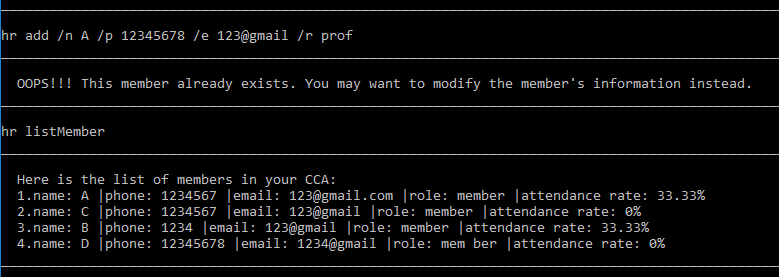 hr add /n A /p 12345678 /e 123@gmail /r prof
OOPS!!! This member already exists. You may want to modify the member's information instead.
hr listMember
Here is the list of members in your CCA:
1.name: A |phone: 1234567 |email: 123@gmail.com |role: member |attendance rate: 33.33%
2.name: C |phone: 1234567 |email: 123@gmail |role: member |attendance rate: 0%
3.name: B |phone: 1234 |email: 123@gmail |role: member |attendance rate: 33.33%
4.name: D |phone: 12345678 |email: 1234@gmail |role: mem ber |attendance rate: 0%